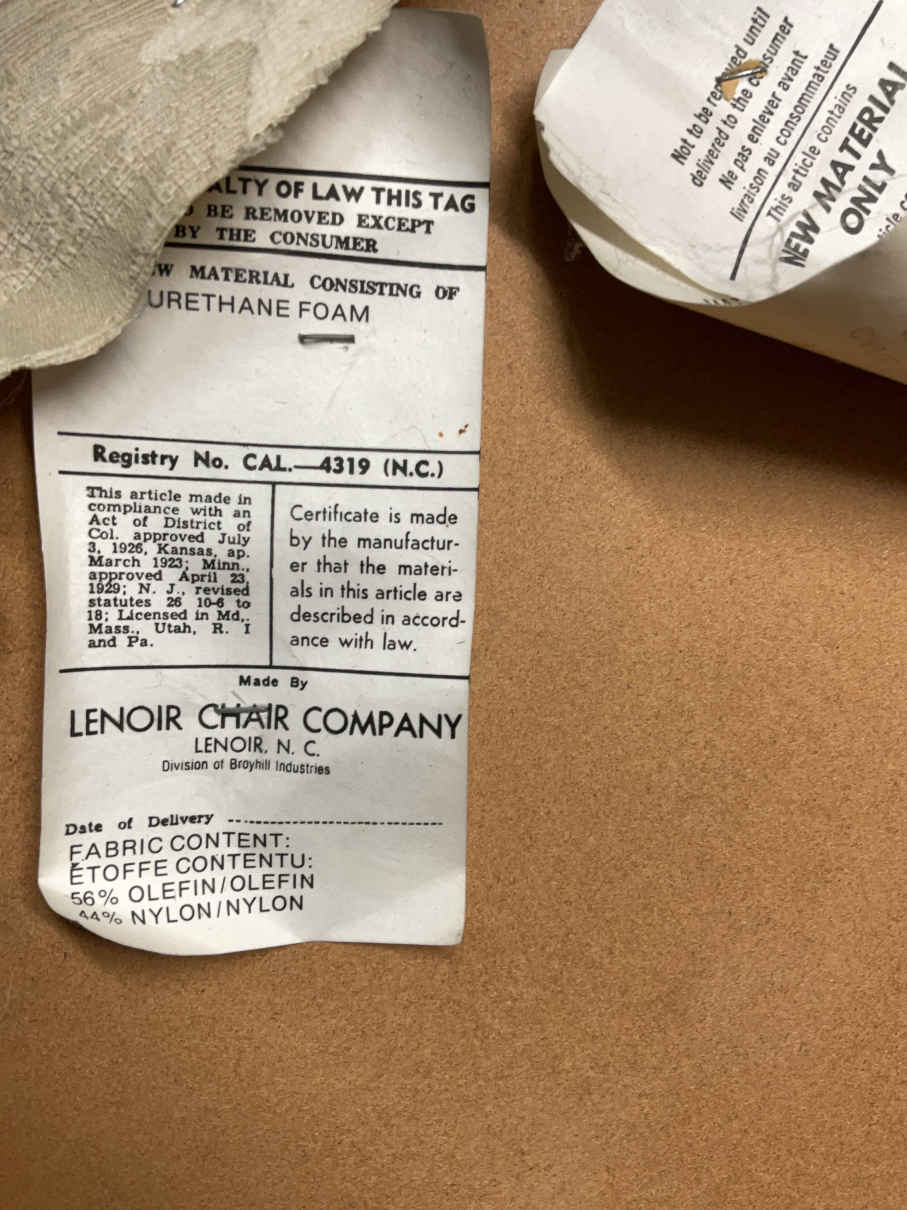 ALTY OF LAW THIS TAG
BE REMOVED EXCEPT
BY THE CONSUMER
W MATERIAL CONSISTING OF
URETHANE FOAM
Registry No. CAL.—4319 (N.C.)
This article made in
compliance with an
Act of District of
Col. approved July
3, 1926, Kansas, ap.
March 1923; Minn.,
approved April 23,
1929; N. J., revised
statutes 26 10-6 to
18; Licensed in Md,.
Mass., Utah, R. I
and Pa.
Certificate is made
by the manufactur-
er that the materi-
als in this article are
described in accord-
ance with law.
Made By
LENOIR CHAIR COMPANY
LENOIR, N. C.
Division of Broyhill Industries
Date of Delivery
FABRIC CONTENT:
ÉTOFFE CONTENTU:
56% OLEFIN/OLEFIN
44% NYLON/NYLON
Not to be removed until
delivered to the consumer
Ne pas enlever avant
livraison au consommateur
This article contains
NEW MATERIAL
ONLY